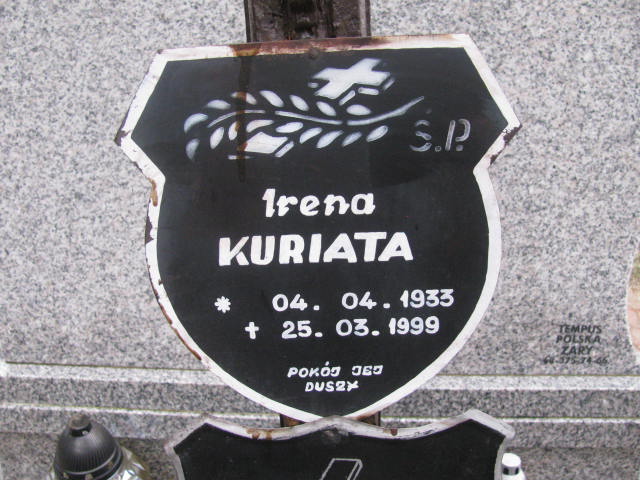 Ś.P.
Irena
KURIATA
* 04. 04. 1933
† 25. 03. 1999
POKÓJ JEJ
DUSZY
TEMPUS
POLSKA
ŻARY